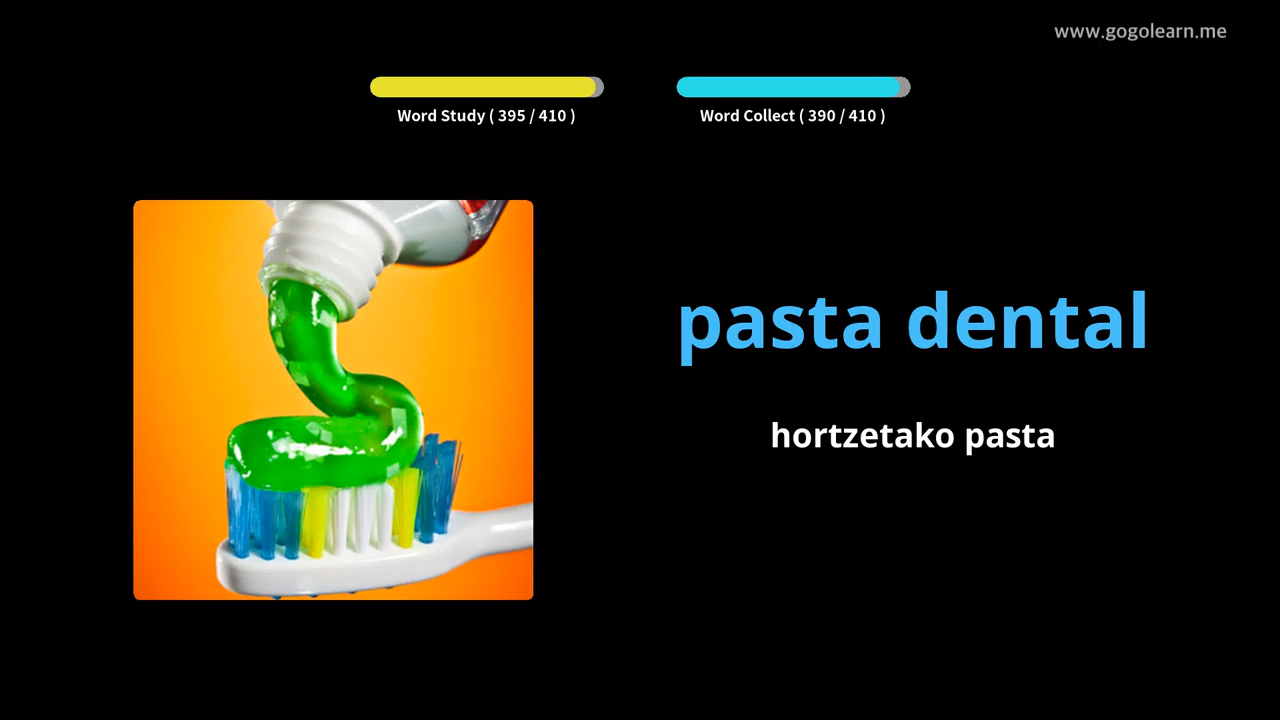 www.gogolearn.me
Word Study ( 395 / 410 )
Word Collect ( 390 / 410 )
pasta dental
hortzetako pasta